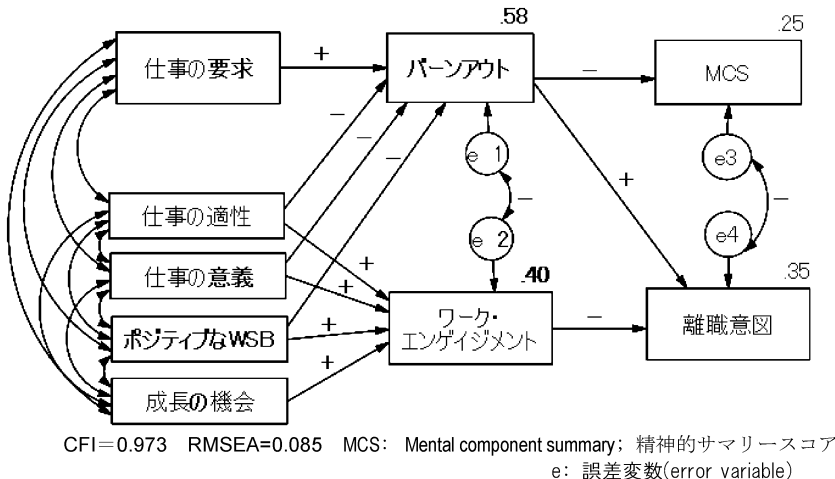 .58
.25
仕事の要求
+
バーンアウト
−
MCS
−
−
−
+
e 1
−
e 2
e3
−
e4
仕事の適性
仕事の意義
ポジティブなWSB
成長の機会
+
+
+
+
.40
ワーク・
エンゲイジメント
−
.35
離職意図
CFI=0.973 RMSEA=0.085 MCS: Mental component summary; 精神的サマリースコア
e: 誤差変数(error variable)